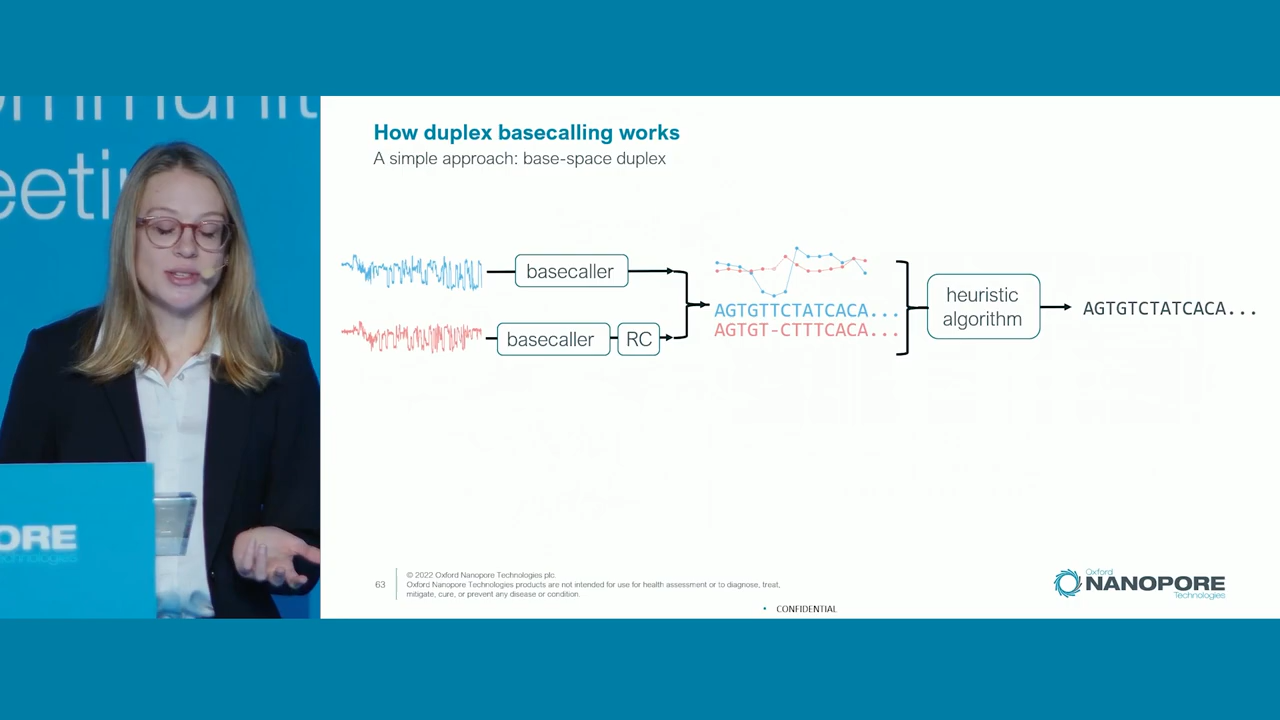 How duplex basecalling works
A simple approach: base-space duplex
basecaller
basecaller
RC
AGTGTTCTATCACA...
AGTGT-CTTTCACA...
heuristic
algorithm
AGTGTCTATCACA...
63
© 2022 Oxford Nanopore Technologies plc.
Oxford Nanopore Technologies products are not intended for use for health assessment or to diagnose, treat,
mitigate, cure, or prevent any disease or condition.
• CONFIDENTIAL
Oxford
NANOPORE
Technologies
ommunit
eeti
ORE